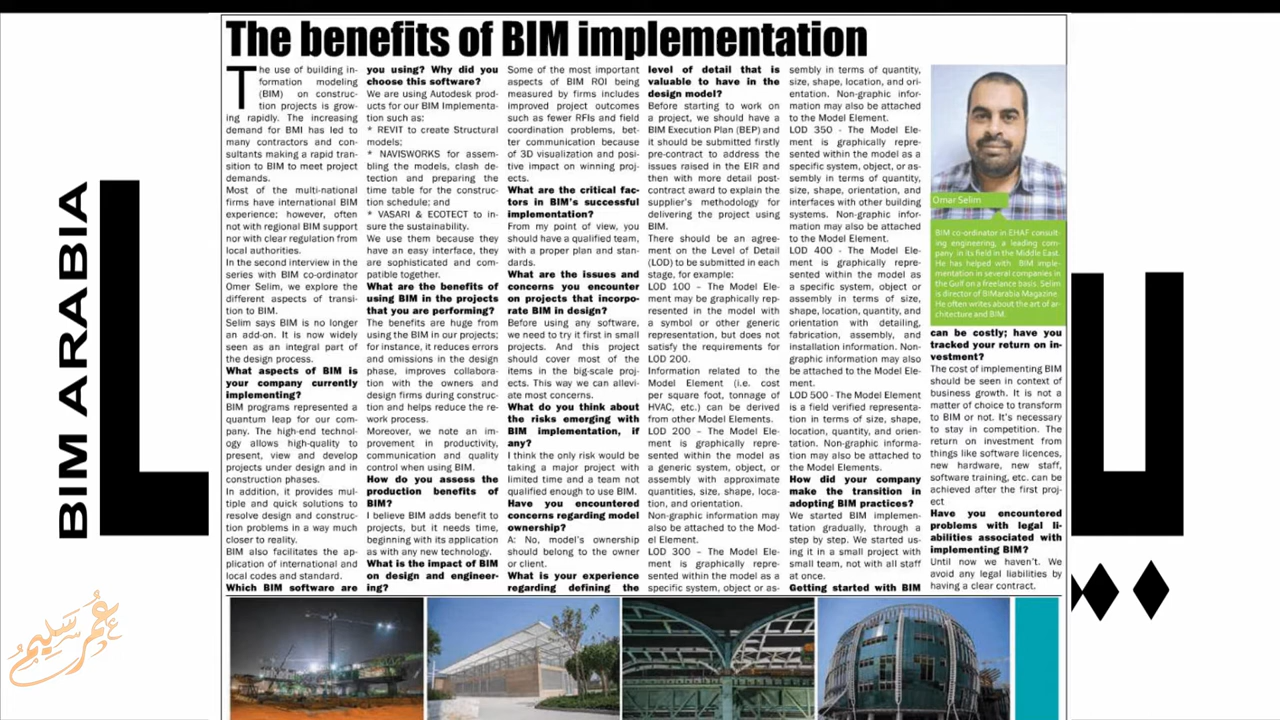 The benefits of BIM implementation
The use of building in-
formation modeling
(BIM) on construc-
tion projects is grow-
ing rapidly. The increasing
demand for BMI has led to
many contractors and con-
sultants making a rapid tran-
sition to BIM to meet project
demands.
Most of the multi-national
firms have international BIM
experience; however, often
not with regional BIM support
nor with clear regulation from
local authorities.
In the second interview in the
series with BIM co-ordinator
Omer Selim, we explore the
different aspects of transi-
tion to BIM.
Selim says BIM is no longer
an add-on. It is now widely
seen as an integral part of
the design process.
What aspects of BIM is
your company currently
implementing?
BIM programs represented a
quantum leap for our com-
pany. The high-end technol-
ogy allows high-quality to
present, view and develop
projects under design and in
construction phases.
In addition, it provides mul-
tiple and quick solutions to
resolve design and construc-
tion problems in a way much
closer to reality.
BIM also facilitates the ap-
plication of international and
local codes and standard.
Which BIM software are
you using? Why did you
choose this software?
We are using Autodesk prod-
ucts for our BIM Implementa-
tion such as:
* REVIT to create Structural
models;
* NAVISWORKS for assem-
bling the models, clash de-
tection and preparing the
time table for the construc-
tion schedule; and
* VASARI & ECOTECT to in-
sure the sustainability.
We use them because they
have an easy interface, they
are sophisticated and com-
patible together.
What are the benefits of
using BIM in the projects
that you are performing?
The benefits are huge from
using the BIM in our projects;
for instance, it reduces errors
and omissions in the design
phase, improves collabora-
tion with the owners and
design firms during construc-
tion and helps reduce the re-
work process.
Moreover, we note an im-
provement in productivity,
communication and quality
control when using BIM.
How do you assess the
production benefits of
BIM?
I believe BIM adds benefit to
projects, but it needs time,
beginning with its application
as with any new technology.
What is the impact of BIM
on design and engineer-
ing?
Some of the most important
aspects of BIM ROI being
measured by firms includes
improved project outcomes
such as fewer RFIs and field
coordination problems, bet-
ter communication because
of 3D visualization and posi-
tive impact on winning proj-
ects.
What are the critical fac-
tors in BIM's successful
implementation?
From my point of view, you
should have a qualified team,
with a proper plan and stan-
dards.
What are the issues and
concerns you encounter
on projects that incorpo-
rate BIM in design?
Before using any software,
we need to try it first in small
projects. And this project
should cover most of the
items in the big-scale proj-
ects. This way we can allevi-
ate most concerns.
What do you think about
the risks emerging with
BIM implementation, if
any?
I think the only risk would be
taking a major project with
limited time and a team not
qualified enough to use BIM.
Have you encountered
concerns regarding model
ownership?
A: No, model's ownership
should belong to the owner
or client.
What is your experience
regarding defining the
level of detail that is
valuable to have in the
design model?
Before starting to work on
a project, we should have a
BIM Execution Plan (BEP) and
it should be submitted firstly
pre-contract to address the
issues raised in the EIR and
then with more detail post-
contract award to explain the
supplier's methodology for
delivering the project using
BIM.
There should be an agree-
ment on the Level of Detail
(LOD) to be submitted in each
stage, for example:
LOD 100 – The Model Ele-
ment may be graphically rep-
resented in the model with
a symbol or other generic
representation, but does not
satisfy the requirements for
LOD 200.
Information related to the
Model Element (i.e. cost
per square foot, tonnage of
HVAC, etc.) can be derived
from other Model Elements.
LOD 200 – The Model Ele-
ment is graphically repre-
sented within the model as
a generic system, object, or
assembly with approximate
quantities, size, shape, loca-
tion, and orientation.
Non-graphic information may
also be attached to the Mod-
el Element.
LOD 300 – The Model Ele-
ment is graphically repre-
sented within the model as a
specific system, object or as-
sembly in terms of quantity,
size, shape, location, and ori-
entation. Non-graphic infor-
mation may also be attached
to the Model Element.
LOD 350 - The Model Ele-
ment is graphically repre-
sented within the model as a
specific system, object, or as-
sembly in terms of quantity,
size, shape, orientation, and
interfaces with other building
systems. Non-graphic infor-
mation may also be attached
to the Model Element.
LOD 400 - The Model Ele-
ment is graphically repre-
sented within the model as
a specific system, object or
assembly in terms of size,
shape, location, quantity, and
orientation with detailing,
fabrication, assembly, and
installation information. Non-
graphic information may also
be attached to the Model Ele-
ment.
LOD 500 - The Model Element
is a field verified representa-
tion in terms of size, shape,
location, quantity, and orien-
tation. Non-graphic informa-
tion may also be attached to
the Model Elements.
How did your company
make the transition in
adopting BIM practices?
We started BIM implemen-
tation gradually, through a
step by step. We started us-
ing it in a small project with
small team, not with all staff
at once.
Getting started with BIM
Omar Selim
BIM co-ordinator in EHAF consult-
ing engineering, a leading com-
pany in its field in the Middle East.
He has helped with BIM imple-
mentation in several companies in
the Gulf on a freelance basis. Selim
is director of BIMarabia Magazine.
He often writes about the art of ar-
chitecture and BIM.
can be costly; have you
tracked your return on in-
vestment?
The cost of implementing BIM
should be seen in context of
business growth. It is not a
matter of choice to transform
to BIM or not. It's necessary
to stay in competition. The
return on investment from
things like software licences,
new hardware, new staff,
software training, etc. can be
achieved after the first proj-
ect
Have you encountered
problems with legal li-
abilities associated with
implementing BIM?
Until now we haven't. We
avoid any legal liabilities by
having a clear contract.
BIM ARABIA
عمر سليم